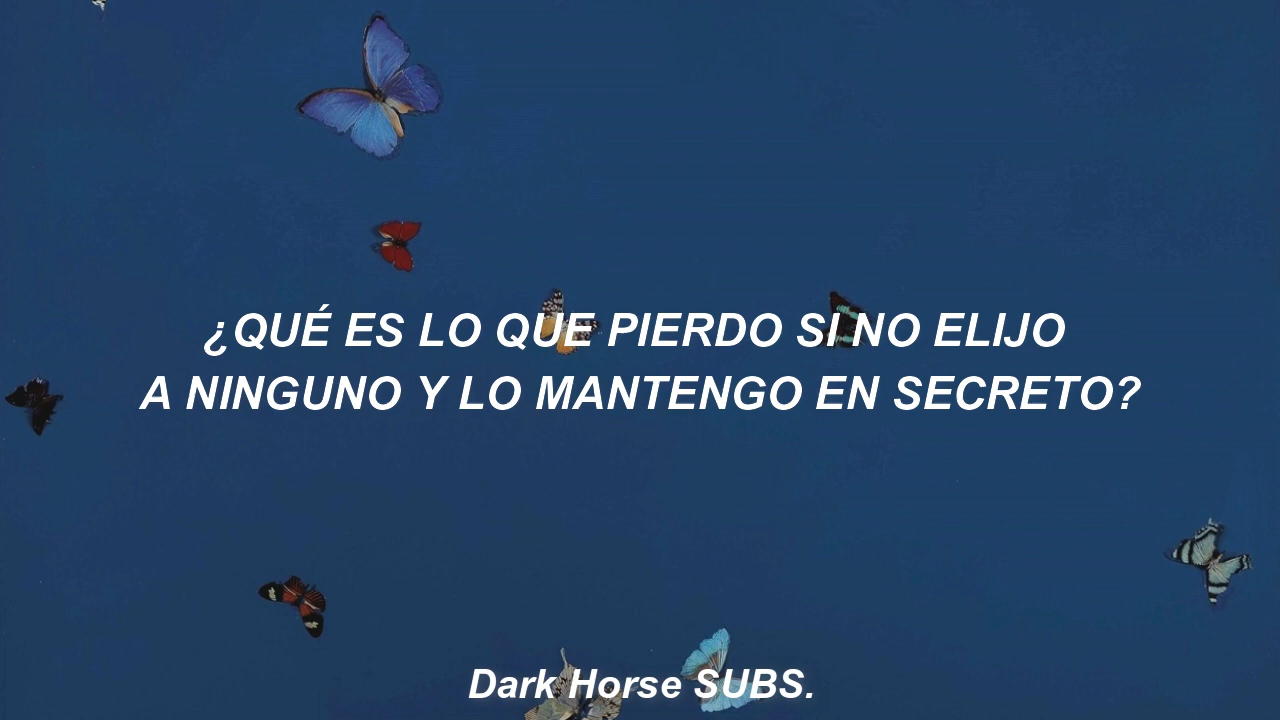 ¿QUÉ ES LO QUE PIERDO SI NO ELIJO
A NINGUNO Y LO MANTENGO EN SECRETO?
Dark Horse SUBS.